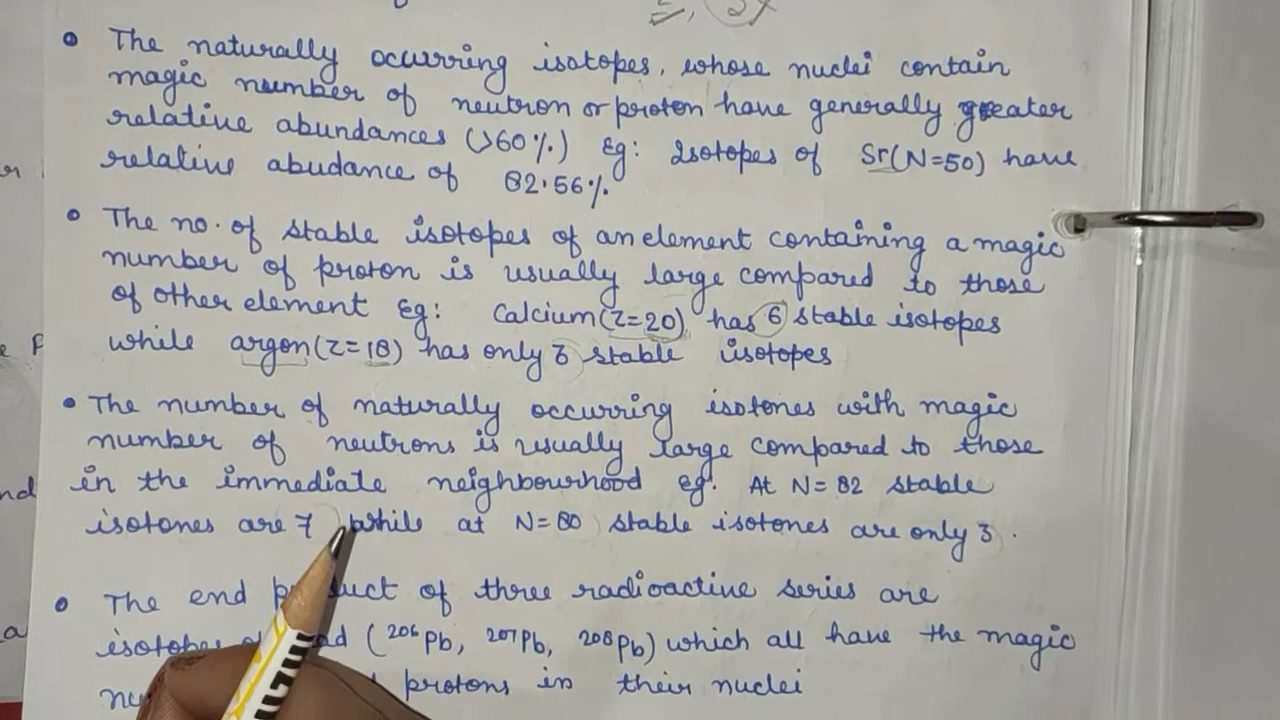 • The naturally ocurring isotopes, whose nuclei contain
magic number of neutron or proton have generally greater
relative abundances (>60%) Eg: Isotopes of Sr(N=50) have
relative abudance of 82.56%.
• The no. of stable isotopes of an element containing a magic
number of proton is usually large compared to those
of other element Eg: Calcium(Z=20) has 6 stable isotopes
while argon(Z=18) has only 3 stable isotopes
• The number of naturally occurring isotones with magic
number of neutrons is usually large compared to those
in the immediate neighbourhood eg. At N=82 stable
isotones are 7 while at N=80 stable isotones are only 3.
• The end product of three radioactive series are
(206Pb, 207Pb, 208Pb) which all have the magic
protons in their nuclei